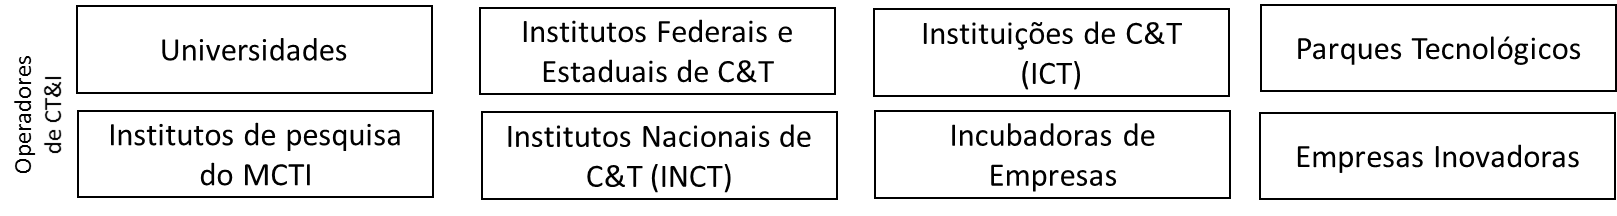 Operadores
de CT&I
Universidades
Institutos Federais e
Estaduais de C&T
Instituições de C&T
(ICT)
Parques Tecnológicos
Institutos de pesquisa
do MCTI
Institutos Nacionais de
C&T (INCT)
Incubadoras de
Empresas
Empresas Inovadoras